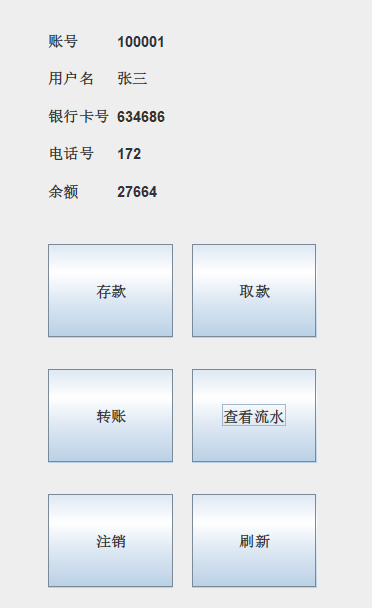 账号 100001
用户名 张三
银行卡号 634686
电话号 172
余额 27664
存款 取款
转账 查看流水
注销 刷新